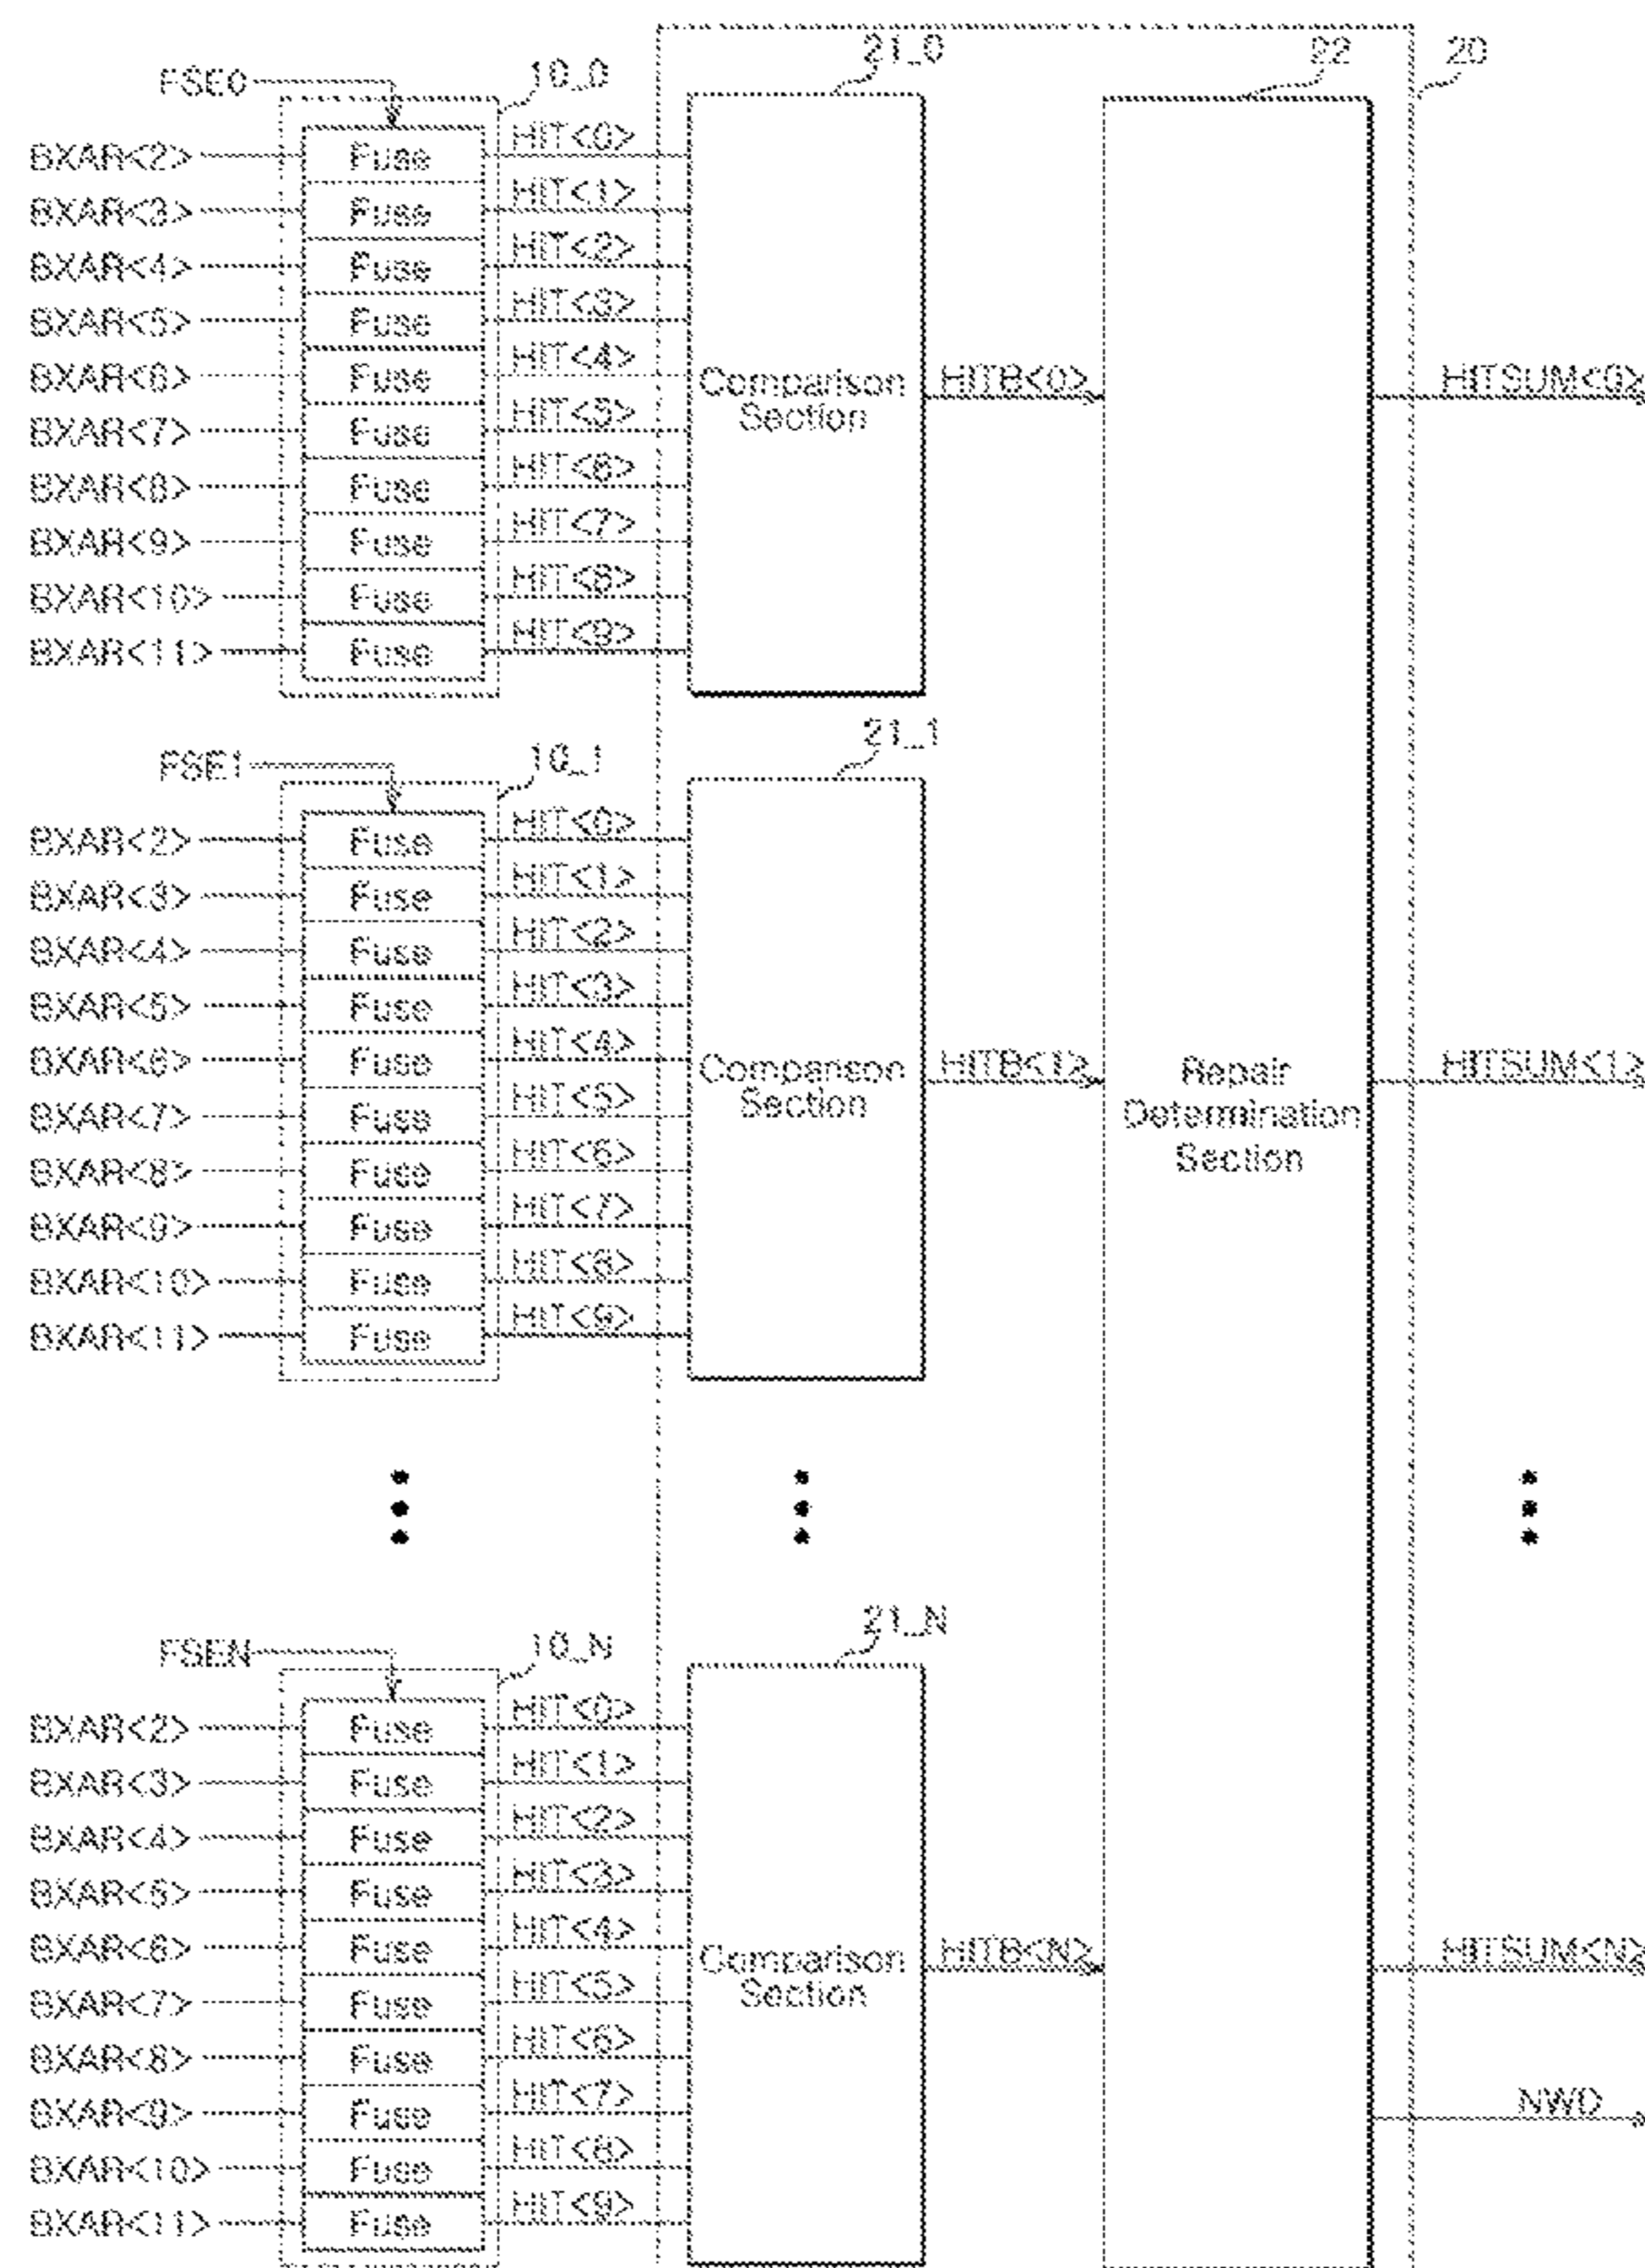 21_0
22
20
FSE0
10_0
BXAR<2> Fuse HIT<0>
BXAR<3> Fuse HIT<1>
BXAR<4> Fuse HIT<2>
BXAR<5> Fuse HIT<3>
BXAR<6> Fuse HIT<4>
BXAR<7> Fuse HIT<5>
BXAR<8> Fuse HIT<6>
BXAR<9> Fuse HIT<7>
BXAR<10> Fuse HIT<8>
BXAR<11> Fuse HIT<9>
Comparison
Section
HITB<0>
HITSUM<0>
21_1
FSE1
10_1
BXAR<2> Fuse HIT<0>
BXAR<3> Fuse HIT<1>
BXAR<4> Fuse HIT<2>
BXAR<5> Fuse HIT<3>
BXAR<6> Fuse HIT<4>
BXAR<7> Fuse HIT<5>
BXAR<8> Fuse HIT<6>
BXAR<9> Fuse HIT<7>
BXAR<10> Fuse HIT<8>
BXAR<11> Fuse HIT<9>
Comparison
Section
HITB<1>
Repair
Determination
Section
HITSUM<1>
21_N
FSEN
10_N
BXAR<2> Fuse HIT<0>
BXAR<3> Fuse HIT<1>
BXAR<4> Fuse HIT<2>
BXAR<5> Fuse HIT<3>
BXAR<6> Fuse HIT<4>
BXAR<7> Fuse HIT<5>
BXAR<8> Fuse HIT<6>
BXAR<9> Fuse HIT<7>
BXAR<10> Fuse HIT<8>
BXAR<11> Fuse HIT<9>
Comparison
Section
HITB<N>
HITSUM<N>
NWD